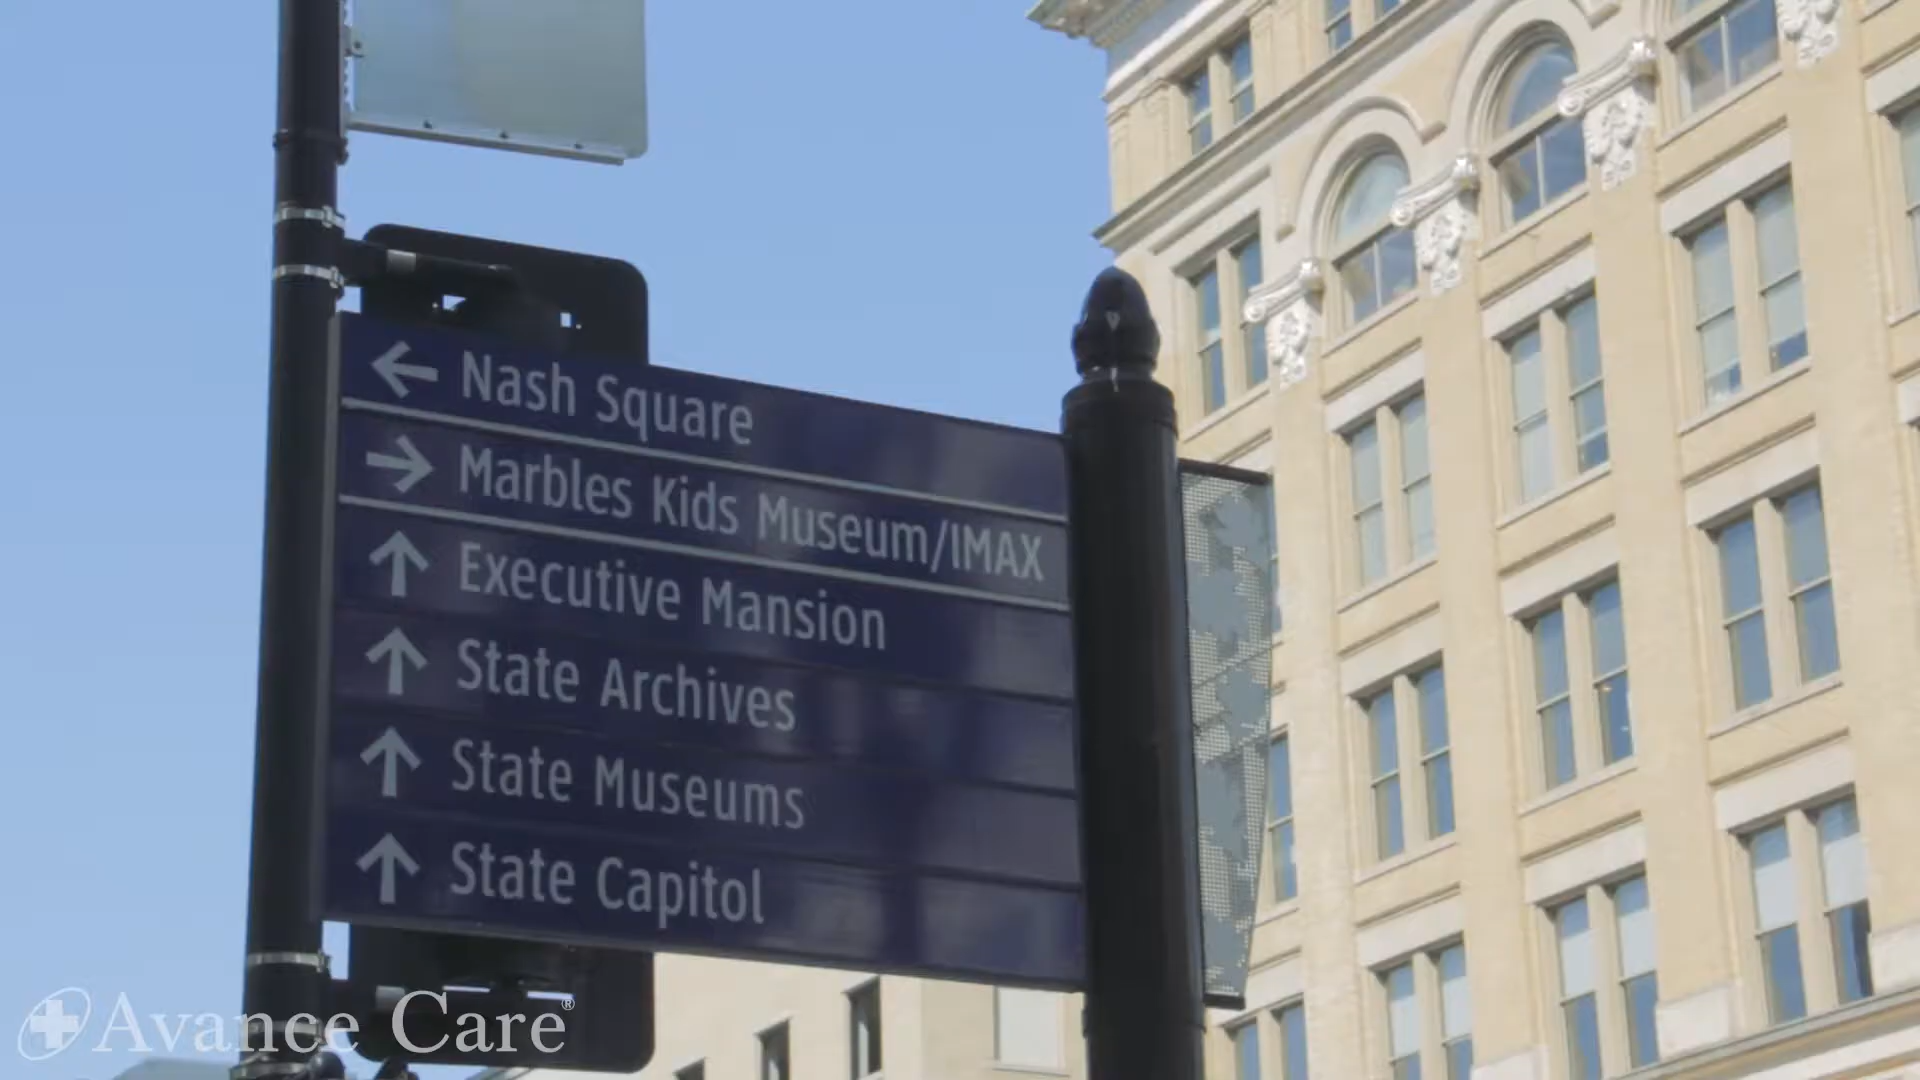 Nash Square
Marbles Kids Museum/IMAX
Executive Mansion
State Archives
State Museums
State Capitol
Avance Care®